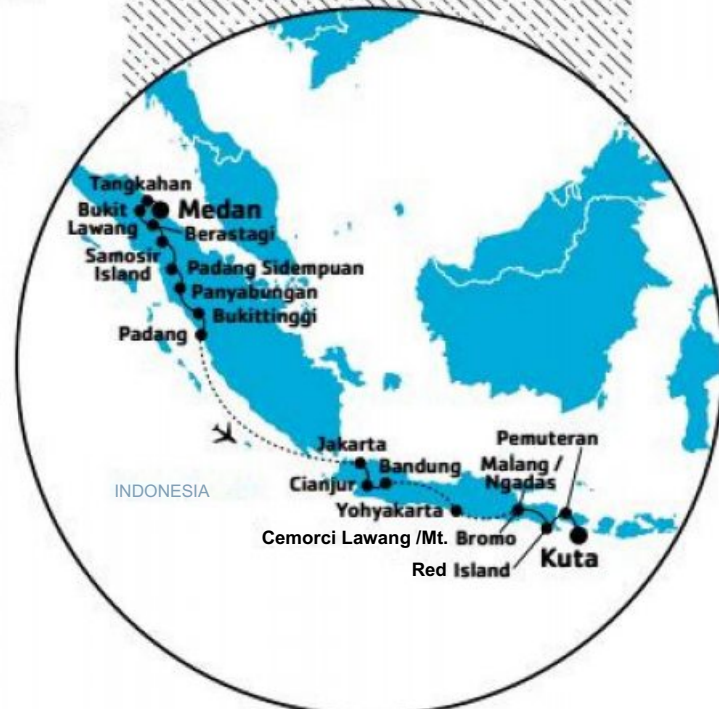 Tangkahan
Bukit
Lawang
Medan
Berastagi
Samosir
Island
Padang Sidempuan
Panyabungan
Bukittinggi
Padang
INDONESIA
Jakarta
Cianjur
Bandung
Yohyakarta
Pemuteran
Malang /
Ngadas
Cemorci Lawang /Mt. Bromo
Red Island
Kuta